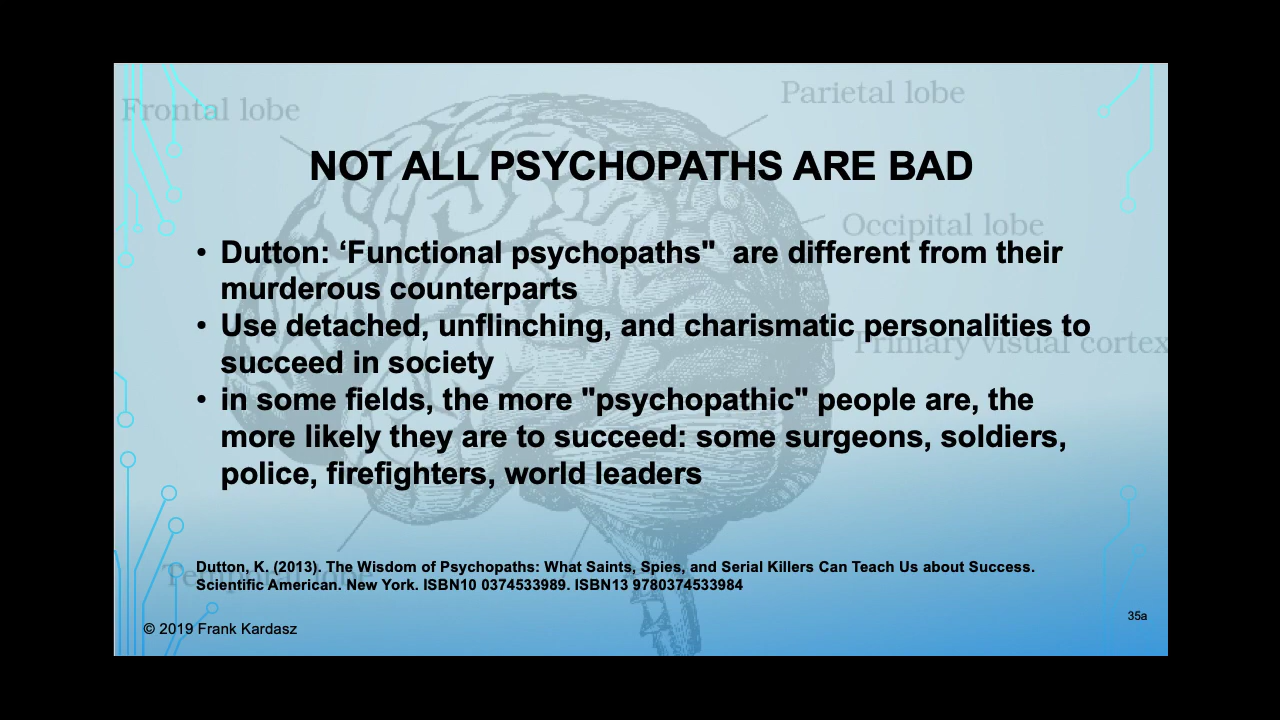 Frontal lobe
Parietal lobe
NOT ALL PSYCHOPATHS ARE BAD
Occipital lobe
• Dutton: ‘Functional psychopaths"  are different from their
murderous counterparts
• Use detached, unflinching, and charismatic personalities to
succeed in society
Primary visual cortex
• in some fields, the more "psychopathic" people are, the
more likely they are to succeed: some surgeons, soldiers,
police, firefighters, world leaders
Dutton, K. (2013). The Wisdom of Psychopaths: What Saints, Spies, and Serial Killers Can Teach Us about Success.
Temporal lobe
Scientific American. New York. ISBN10 0374533989. ISBN13 9780374533984
35a
© 2019 Frank Kardasz